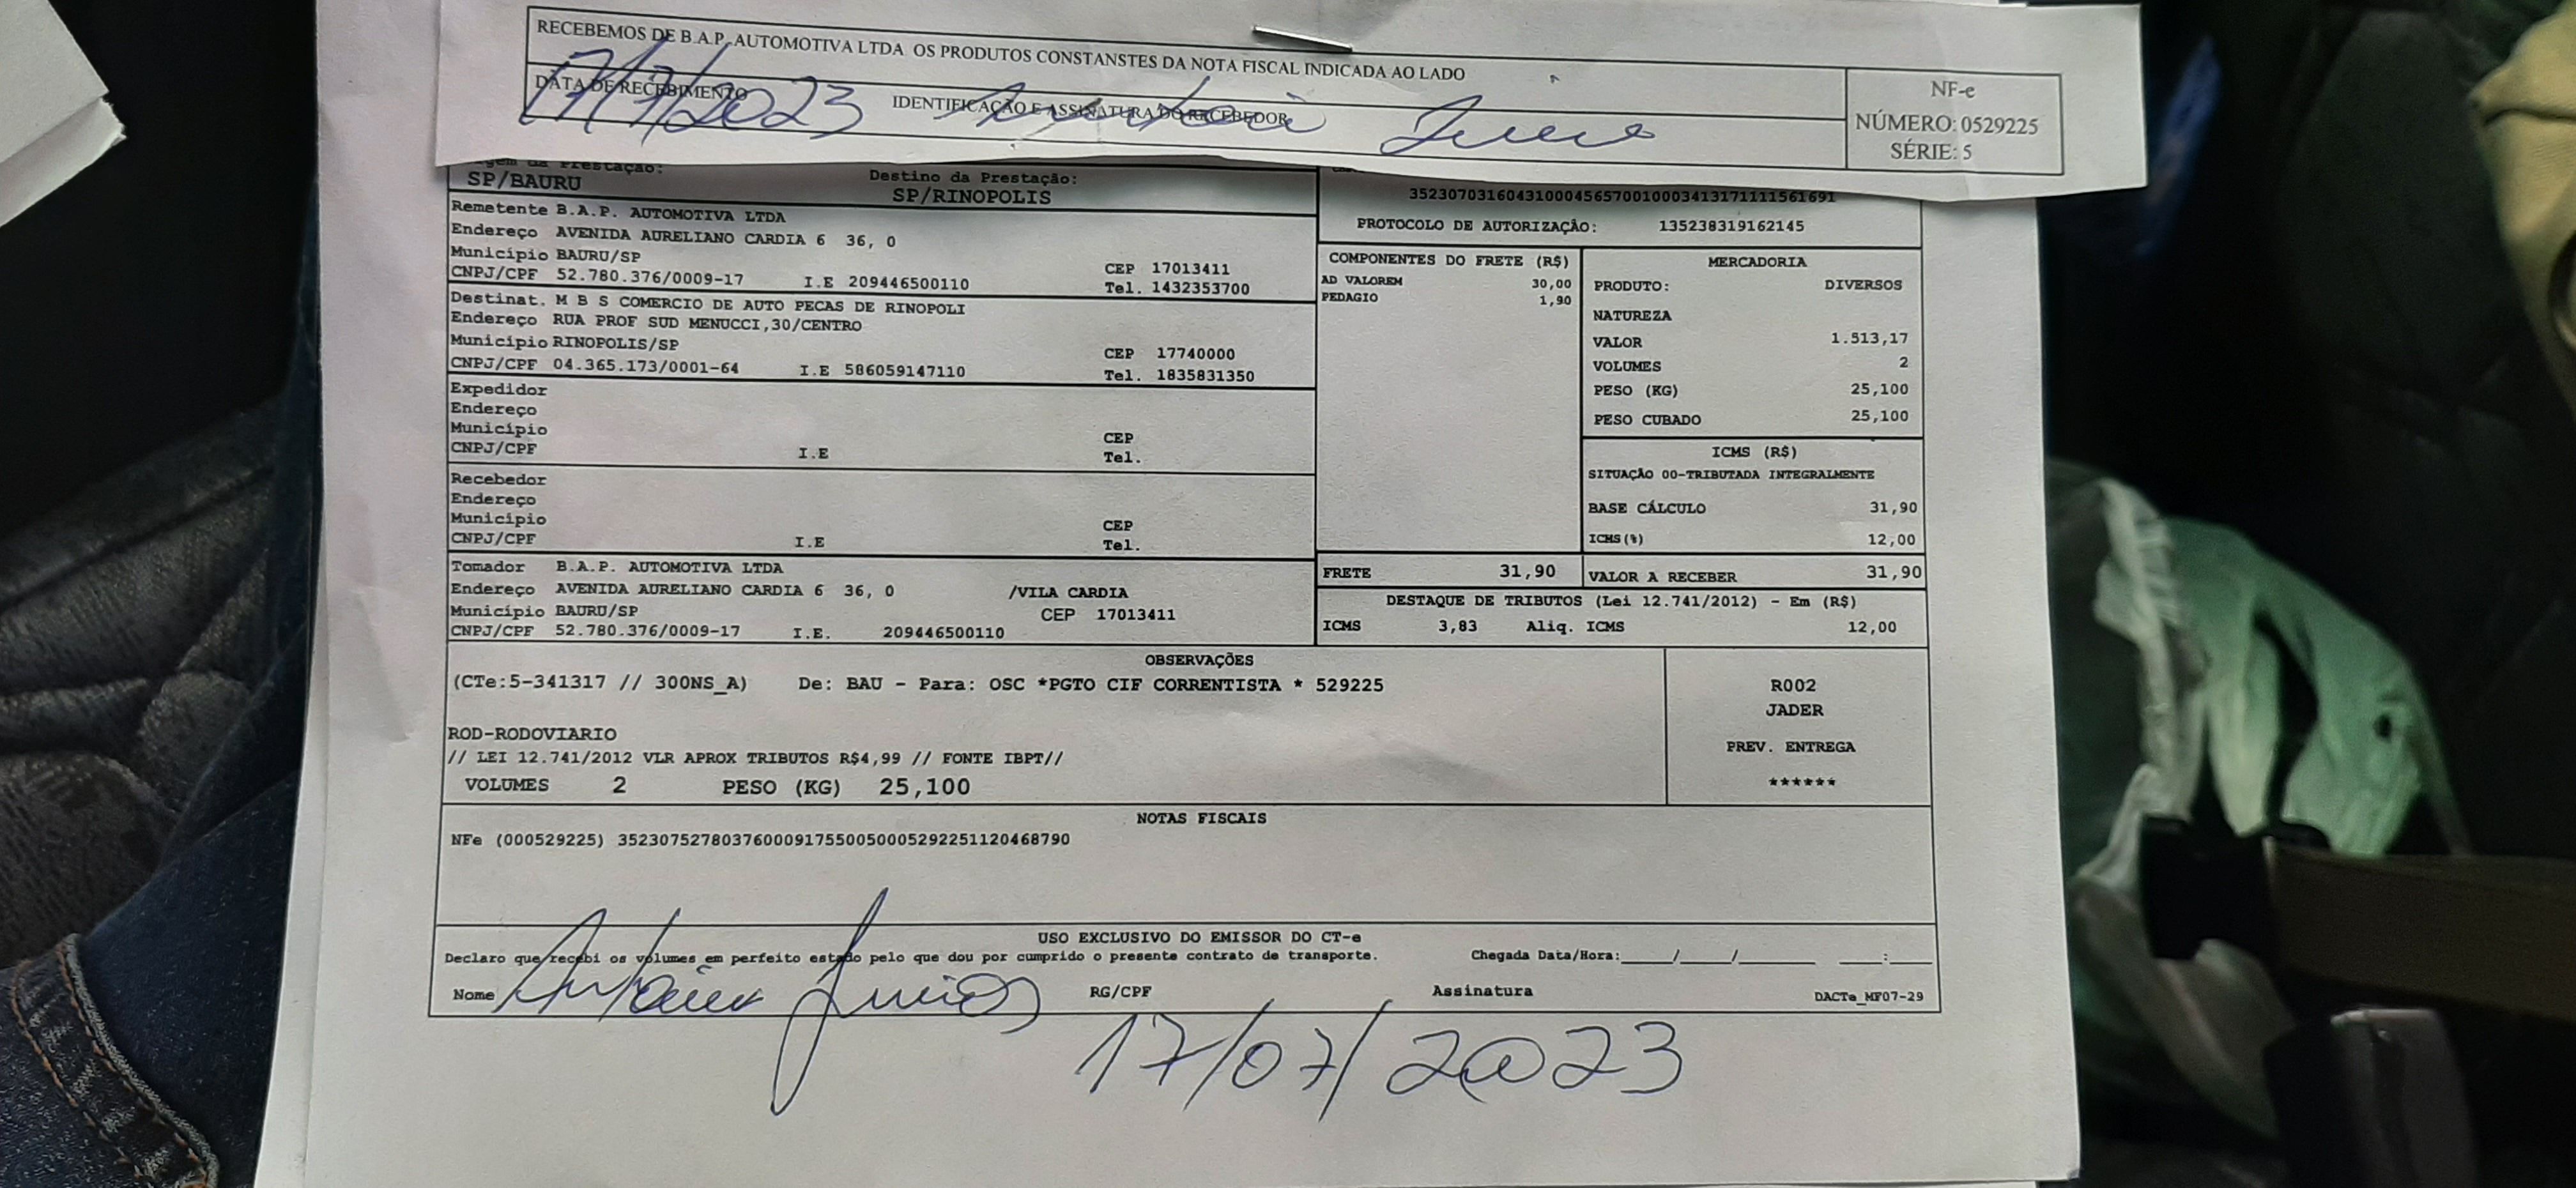 RECEBEMOS DE B.A.P. AUTOMOTIVA LTDA OS PRODUTOS CONSTANSTES DA NOTA FISCAL INDICADA AO LADO
DATA DE RECEBIMENTO
17/7/2023
IDENTIFICAÇÃO E ASSINATURA DO RECEBEDOR
NF-e
NÚMERO: 0529225
SÉRIE: 5
Prestação:
SP/BAURU
Destino da Prestação:
SP/RINOPOLIS
35230703160431000456570010003413171111561691
PROTOCOLO DE AUTORIZAÇÃO: 135238319162145
Remetente B.A.P. AUTOMOTIVA LTDA
Endereço AVENIDA AURELIANO CARDIA 6 36, 0
Município BAURU/SP
CEP 17013411
CNPJ/CPF 52.780.376/0009-17 I.E 209446500110
Tel. 1432353700
Destinat. M B S COMERCIO DE AUTO PECAS DE RINOPOLI
Endereço RUA PROF SUD MENUCCI,30/CENTRO
Município RINOPOLIS/SP
CEP 17740000
CNPJ/CPF 04.365.173/0001-64 I.E 586059147110
Tel. 1835831350
Expedidor
Endereço
Município
CEP
CNPJ/CPF I.E
Tel.
Recebedor
Endereço
Município
CEP
CNPJ/CPF I.E
Tel.
Tomador B.A.P. AUTOMOTIVA LTDA
Endereço AVENIDA AURELIANO CARDIA 6 36, 0 /VILA CARDIA
Município BAURU/SP CEP 17013411
CNPJ/CPF 52.780.376/0009-17 I.E. 209446500110
COMPONENTES DO FRETE (R$)
AD VALOREM 30,00
PEDAGIO 1,90
FRETE 31,90
MERCADORIA
PRODUTO: DIVERSOS
NATUREZA
VALOR 1.513,17
VOLUMES 2
PESO (KG) 25,100
PESO CUBADO 25,100
ICMS (R$)
SITUAÇÃO 00-TRIBUTADA INTEGRALMENTE
BASE CÁLCULO 31,90
ICMS(%) 12,00
VALOR A RECEBER 31,90
DESTAQUE DE TRIBUTOS (Lei 12.741/2012) - Em (R$)
ICMS 3,83 Aliq. ICMS 12,00
OBSERVAÇÕES
(CTe:5-341317 // 300NS_A) De: BAU - Para: OSC *PGTO CIF CORRENTISTA * 529225
ROD-RODOVIARIO
// LEI 12.741/2012 VLR APROX TRIBUTOS R$4,99 // FONTE IBPT//
VOLUMES 2 PESO (KG) 25,100
R002
JADER
PREV. ENTREGA
******
NOTAS FISCAIS
NFe (000529225) 35230752780376000917550050005292251120468790
USO EXCLUSIVO DO EMISSOR DO CT-e
Declaro que recebi os volumes em perfeito estado pelo que dou por cumprido o presente contrato de transporte.
Chegada Data/Hora:____/____/______ ___:___
Nome
RG/CPF
Assinatura
DACTe_MF07-29
17/07/2023